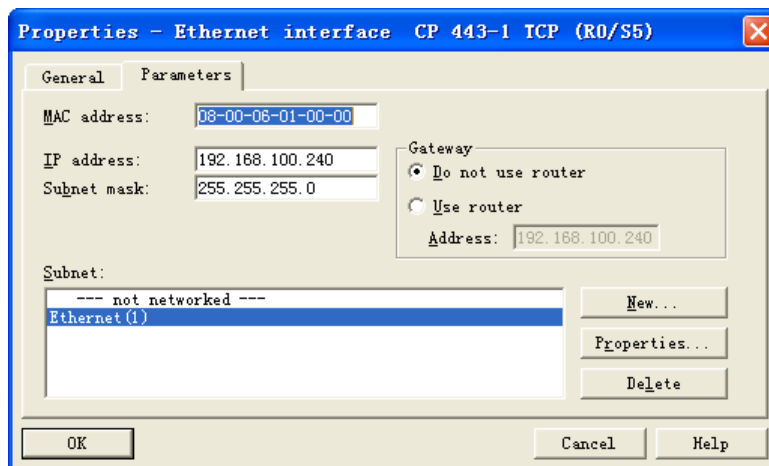 Properties - Ethernet interface  CP 443-1 TCP (R0/S5)
General
Parameters
MAC address:
08-00-06-01-00-00
IP address:
192.168.100.240
Subnet mask:
255.255.255.0
Gateway
Do not use router
Use router
Address:
192.168.100.240
Subnet:
--- not networked ---
Ethernet(1)
New...
Properties...
Delete
OK
Cancel
Help